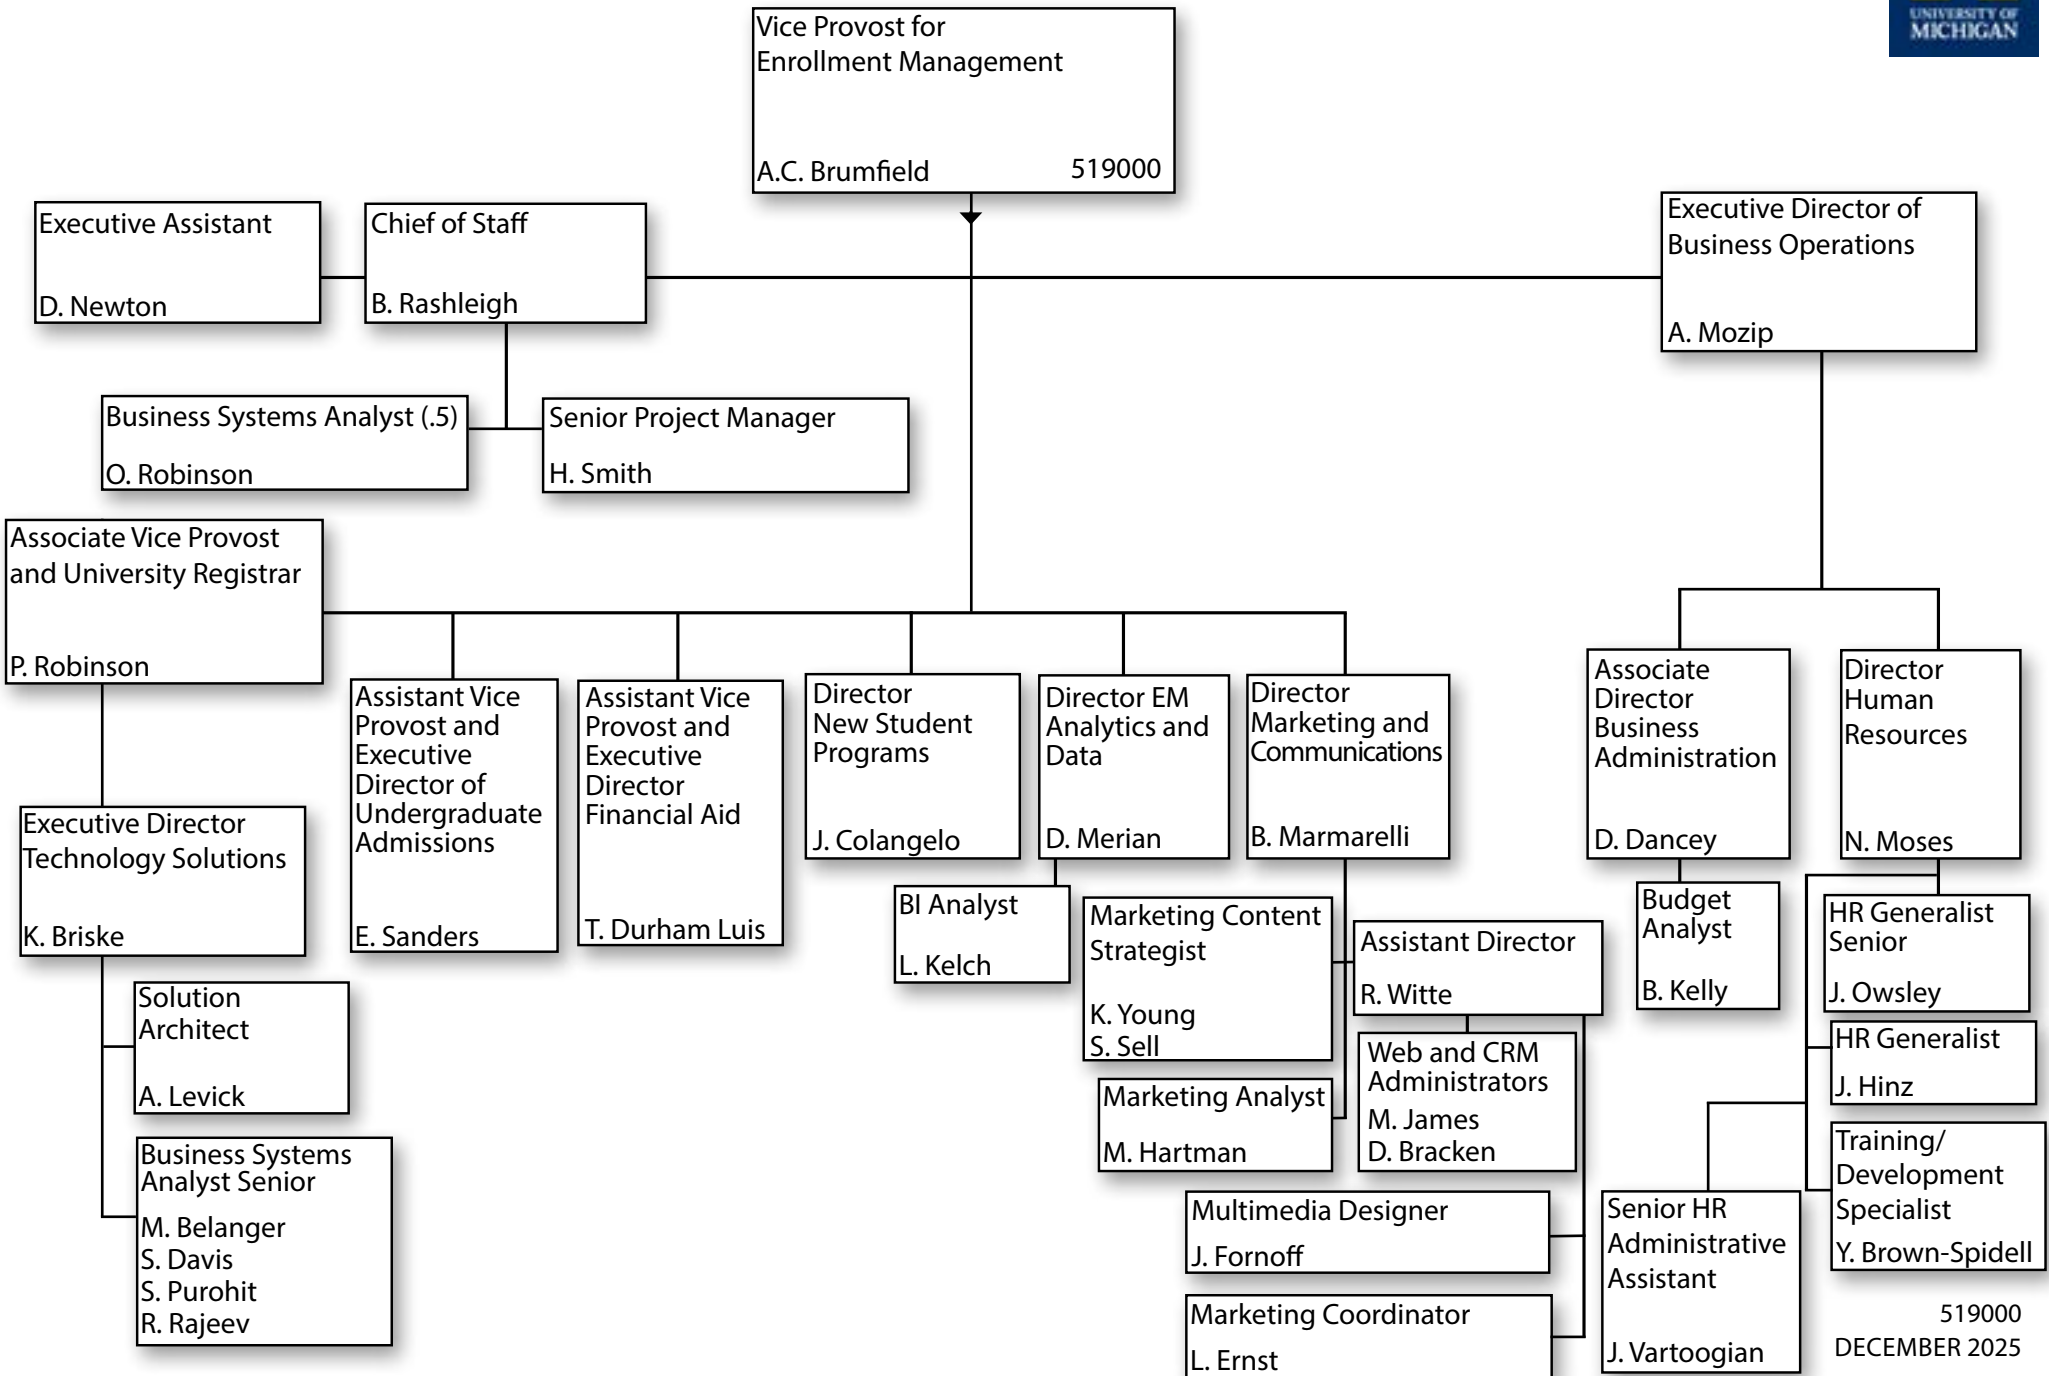 UNIVERSITY OF
MICHIGAN
Vice Provost for
Enrollment Management
A.C. Brumfield 519000
Executive Assistant
D. Newton
Chief of Staff
B. Rashleigh
Executive Director of
Business Operations
A. Mozip
Business Systems Analyst (.5)
O. Robinson
Senior Project Manager
H. Smith
Associate Vice Provost
and University Registrar
P. Robinson
Assistant Vice
Provost and
Executive
Director of
Undergraduate
Admissions
E. Sanders
Assistant Vice
Provost and
Executive
Director
Financial Aid
T. Durham Luis
Director
New Student
Programs
J. Colangelo
Director EM
Analytics and
Data
D. Merian
Director
Marketing and
Communications
B. Marmarelli
Associate
Director
Business
Administration
D. Dancey
Director
Human
Resources
N. Moses
Executive Director
Technology Solutions
K. Briske
BI Analyst
L. Kelch
Marketing Content
Strategist
K. Young
S. Sell
Assistant Director
R. Witte
Budget
Analyst
B. Kelly
HR Generalist
Senior
J. Owsley
Solution
Architect
A. Levick
Web and CRM
Administrators
M. James
D. Bracken
HR Generalist
J. Hinz
Marketing Analyst
M. Hartman
Business Systems
Analyst Senior
M. Belanger
S. Davis
S. Purohit
R. Rajeev
Training/
Development
Specialist
Y. Brown-Spidell
Multimedia Designer
J. Fornoff
Senior HR
Administrative
Assistant
J. Vartoogian
Marketing Coordinator
L. Ernst
519000
DECEMBER 2025